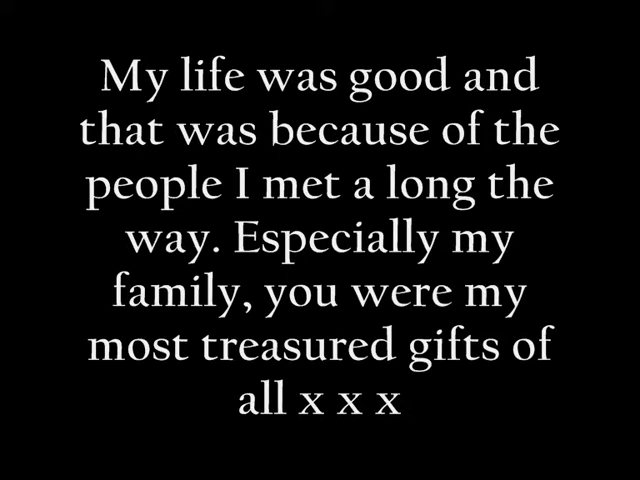 My life was good and
that was because of the
people I met a long the
way. Especially my
family, you were my
most treasured gifts of
all x x x